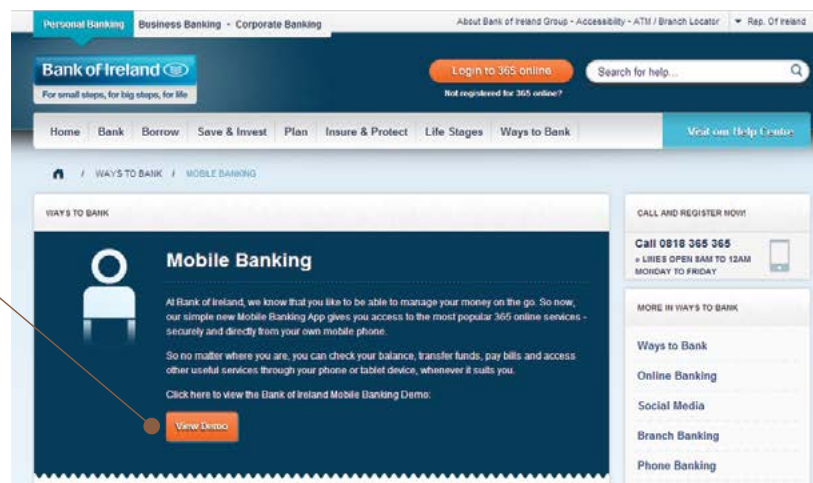 Personal Banking Business Banking - Corporate Banking
About Bank of Ireland Group - Accessibility - ATM / Branch Locator Rep. Of Ireland
Bank of Ireland
For small steps, for big steps, for life
Login to 365 online
Not registered for 365 online?
Search for help...
Home Bank Borrow Save & Invest Plan Insure & Protect Life Stages Ways to Bank
Visit our Help Centre
/ WAYS TO BANK / MOBILE BANKING
WAYS TO BANK
Mobile Banking
At Bank of Ireland, we know that you like to be able to manage your money on the go. So now,
our simple new Mobile Banking App gives you access to the most popular 365 online services -
securely and directly from your own mobile phone.
So no matter where you are, you can check your balance, transfer funds, pay bills and access
other useful services through your phone or tablet device, whenever it suits you.
Click here to view the Bank of Ireland Mobile Banking Demo:
View Demo
CALL AND REGISTER NOW!
Call 0818 365 365
» LINES OPEN 8AM TO 12AM
MONDAY TO FRIDAY
MORE IN WAYS TO BANK
Ways to Bank
Online Banking
Social Media
Branch Banking
Phone Banking